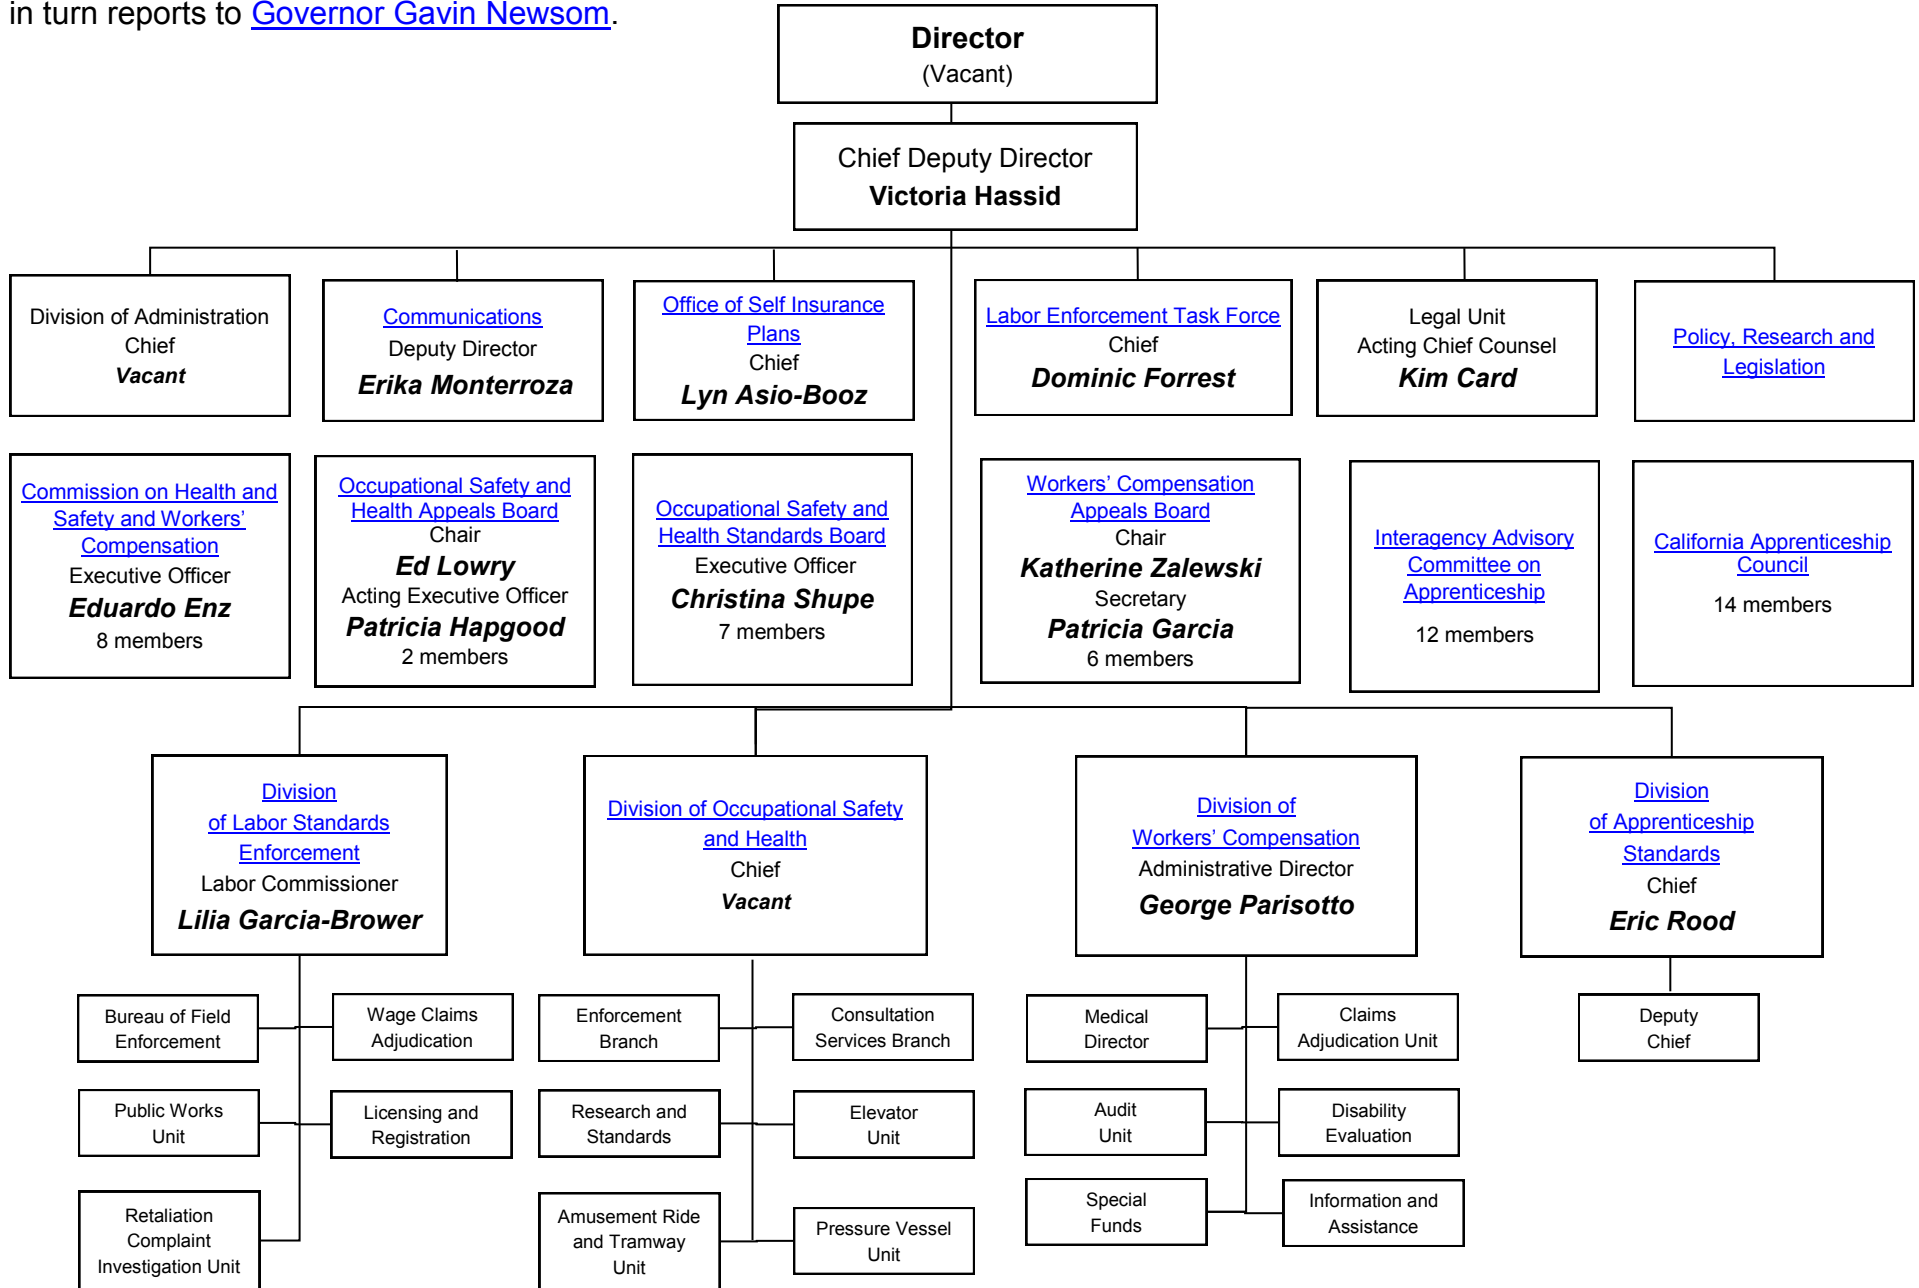 in turn reports to Governor Gavin Newsom.
Director
(Vacant)
Chief Deputy Director
Victoria Hassid
Division of Administration
Chief
Vacant
Communications
Deputy Director
Erika Monterroza
Office of Self Insurance
Plans
Chief
Lyn Asio-Booz
Labor Enforcement Task Force
Chief
Dominic Forrest
Legal Unit
Acting Chief Counsel
Kim Card
Policy, Research and
Legislation
Commission on Health and
Safety and Workers’
Compensation
Executive Officer
Eduardo Enz
8 members
Occupational Safety and
Health Appeals Board
Chair
Ed Lowry
Acting Executive Officer
Patricia Hapgood
2 members
Occupational Safety and
Health Standards Board
Executive Officer
Christina Shupe
7 members
Workers’ Compensation
Appeals Board
Chair
Katherine Zalewski
Secretary
Patricia Garcia
6 members
Interagency Advisory
Committee on
Apprenticeship
12 members
California Apprenticeship
Council
14 members
Division
of Labor Standards
Enforcement
Labor Commissioner
Lilia Garcia-Brower
Division of Occupational Safety
and Health
Chief
Vacant
Division of
Workers’ Compensation
Administrative Director
George Parisotto
Division
of Apprenticeship
Standards
Chief
Eric Rood
Bureau of Field
Enforcement
Wage Claims
Adjudication
Public Works
Unit
Licensing and
Registration
Retaliation
Complaint
Investigation Unit
Enforcement
Branch
Consultation
Services Branch
Research and
Standards
Elevator
Unit
Amusement Ride
and Tramway
Unit
Pressure Vessel
Unit
Medical
Director
Claims
Adjudication Unit
Audit
Unit
Disability
Evaluation
Special
Funds
Information and
Assistance
Deputy
Chief